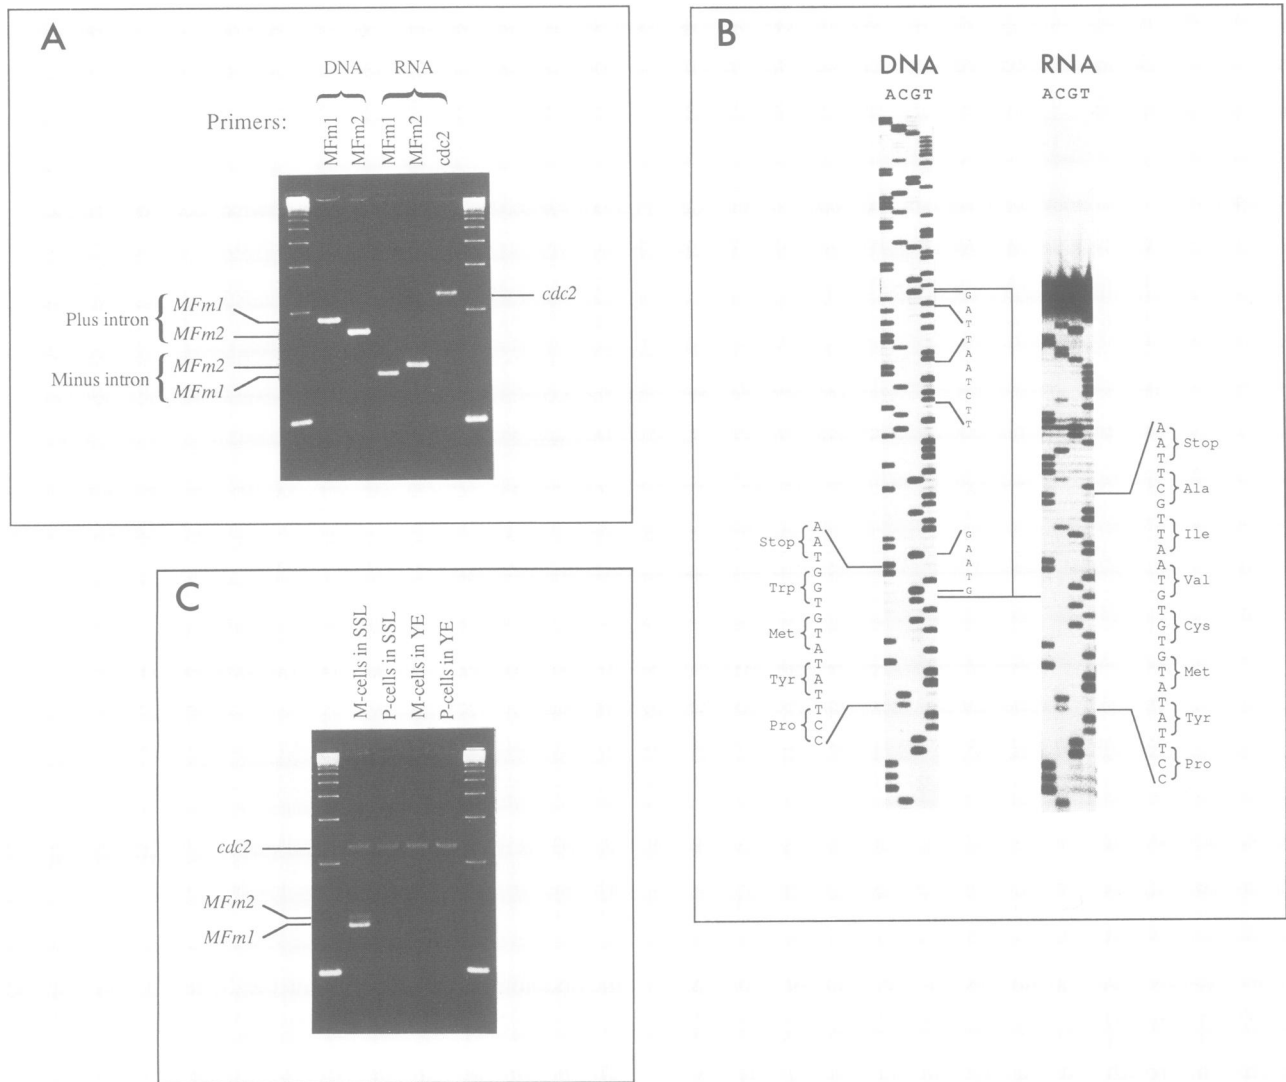 A
DNA RNA
Primers:
MFm1
MFm2
MFm1
MFm2
cdc2
cdc2
Plus intron
MFm1
MFm2
Minus intron
MFm2
MFm1
B
DNA RNA
ACGT ACGT
G
A
T
T
A
A
T
C
T
T
G
A
A
T
G
A
A
T
G
G
T
G
T
A
T
A
T
T
C
C
Stop
Trp
Met
Tyr
Pro
A
A
T
T
C
G
T
T
A
A
T
G
T
G
T
G
T
A
T
A
T
T
C
C
Stop
Ala
Ile
Val
Cys
Met
Tyr
Pro
C
M-cells in SSL
P-cells in SSL
M-cells in YE
P-cells in YE
cdc2
MFm2
MFm1